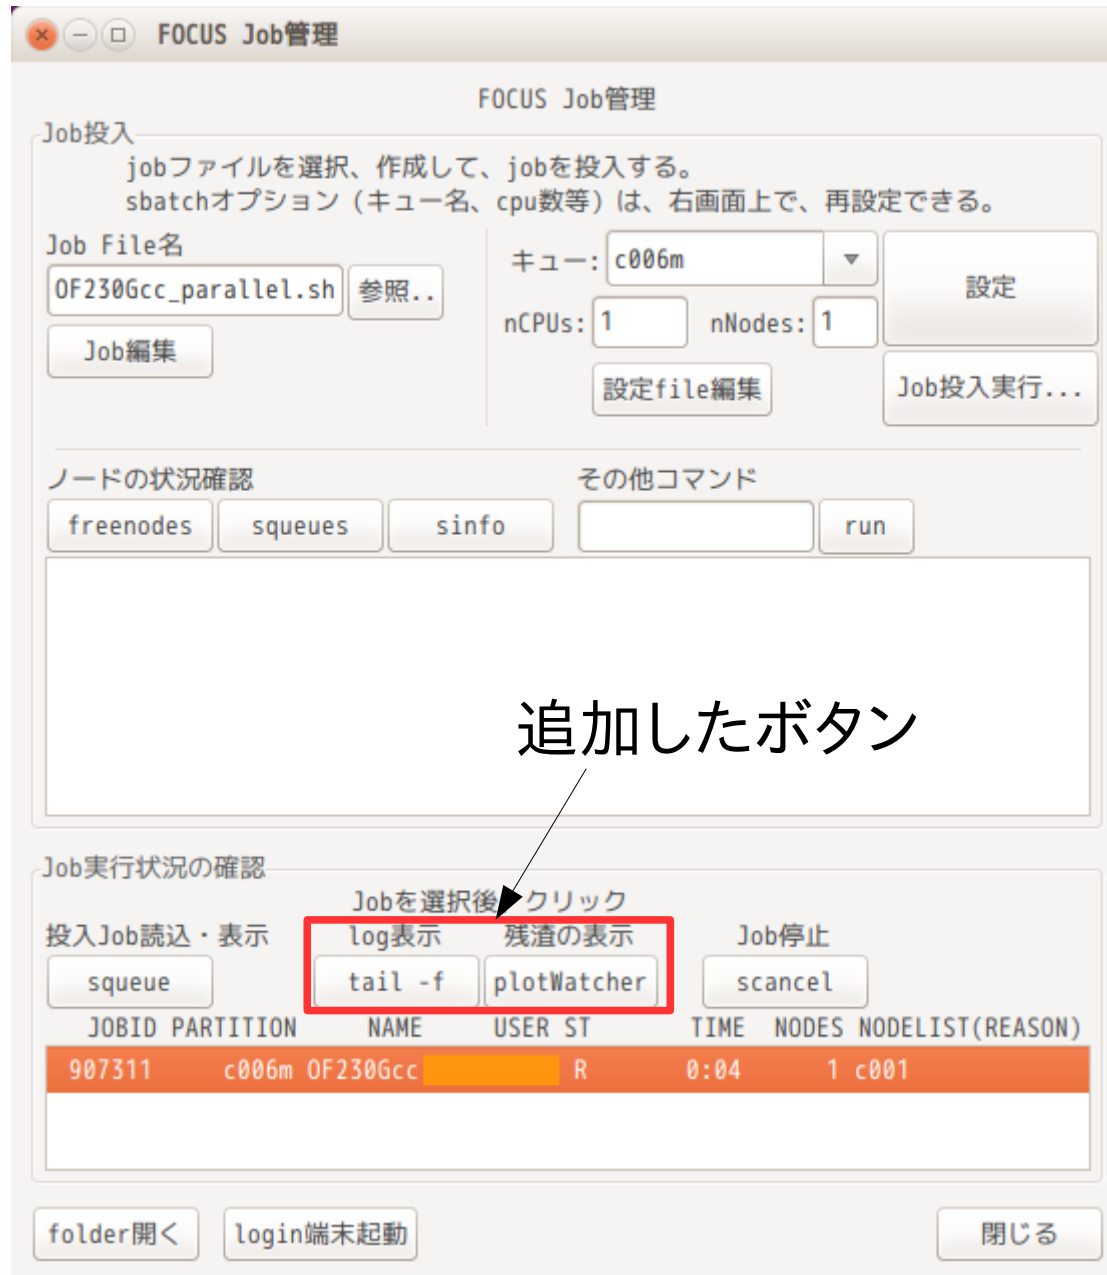 FOCUS Job管理
FOCUS Job管理
Job投入
jobファイルを選択、作成して、jobを投入する。
sbatchオプション（キュー名、cpu数等）は、右画面上で、再設定できる。
Job File名
キュー: c006m
設定
OF230Gcc_parallel.sh 参照..
nCPUs: 1 nNodes: 1
Job編集
設定file編集
Job投入実行...
ノードの状況確認 その他コマンド
freenodes squeues sinfo run
追加したボタン
Job実行状況の確認
Jobを選択後 クリック
投入Job読込・表示 log表示 残渣の表示 Job停止
squeue tail -f plotWatcher scancel
JOBID PARTITION NAME USER ST TIME NODES NODELIST(REASON)
907311 c006m OF230Gcc R 0:04 1 c001
folder開く login端末起動 閉じる